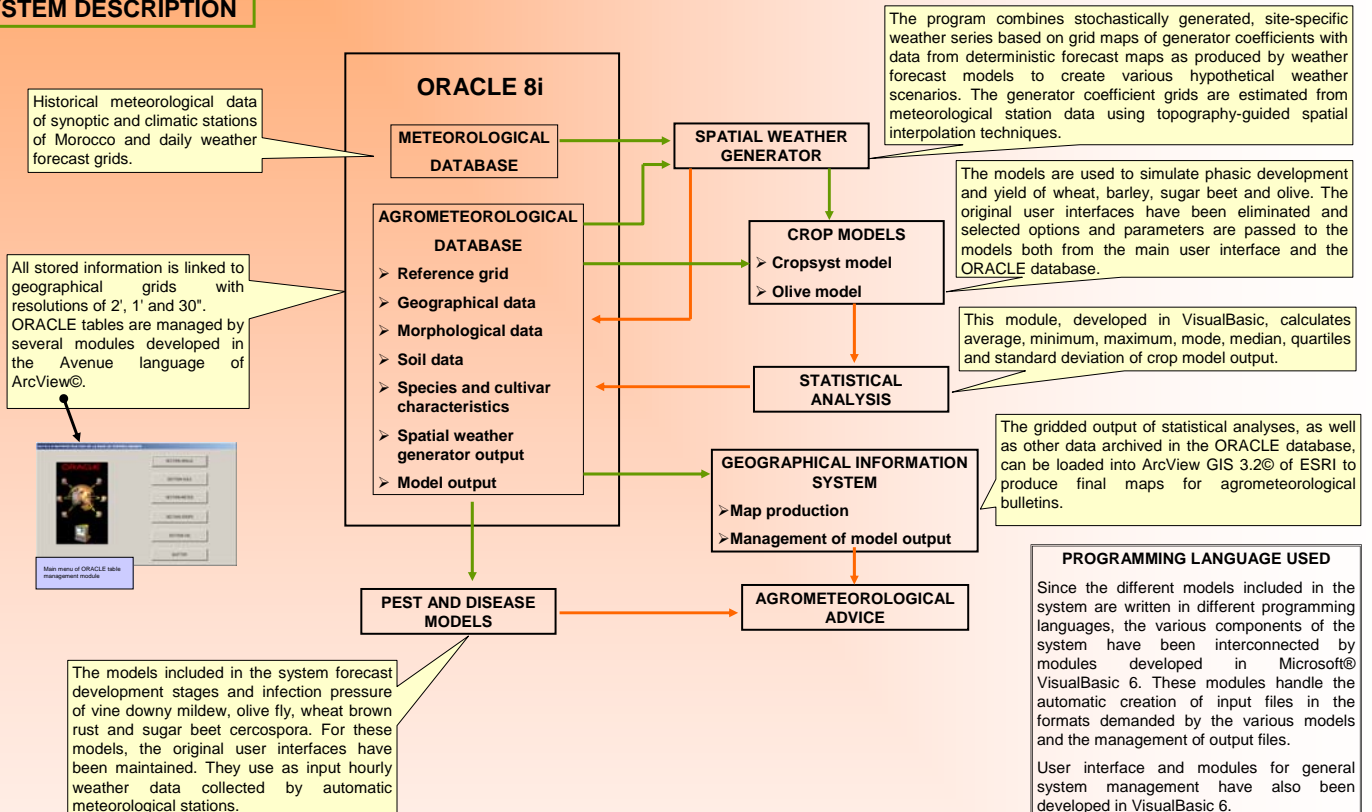 YSTEM DESCRIPTION
The program combines stochastically generated, site-specific
weather series based on grid maps of generator coefficients with
data from deterministic forecast maps as produced by weather
forecast models to create various hypothetical weather
scenarios. The generator coefficient grids are estimated from
meteorological station data using topography-guided spatial
interpolation techniques.
Historical meteorological data
of synoptic and climatic stations
of Morocco and daily weather
forecast grids.
ORACLE 8i
METEOROLOGICAL
DATABASE
SPATIAL WEATHER
GENERATOR
The models are used to simulate phasic development
and yield of wheat, barley, sugar beet and olive. The
original user interfaces have been eliminated and
selected options and parameters are passed to the
models both from the main user interface and the
ORACLE database.
AGROMETEOROLOGICAL
DATABASE
➢ Reference grid
➢ Geographical data
➢ Morphological data
➢ Soil data
➢ Species and cultivar
characteristics
➢ Spatial weather
generator output
➢ Model output
CROP MODELS
➢ Cropsyst model
➢ Olive model
All stored information is linked to
geographical grids with
resolutions of 2', 1' and 30".
ORACLE tables are managed by
several modules developed in
the Avenue language of
ArcView©.
This module, developed in VisualBasic, calculates
average, minimum, maximum, mode, median, quartiles
and standard deviation of crop model output.
STATISTICAL
ANALYSIS
The gridded output of statistical analyses, as well
as other data archived in the ORACLE database,
can be loaded into ArcView GIS 3.2© of ESRI to
produce final maps for agrometeorological
bulletins.
GEOGRAPHICAL INFORMATION
SYSTEM
➢Map production
➢Management of model output
ORACLE
QUITTER
Main menu of ORACLE table
management module
PEST AND DISEASE
MODELS
AGROMETEOROLOGICAL
ADVICE
PROGRAMMING LANGUAGE USED
Since the different models included in the
system are written in different programming
languages, the various components of the
system have been interconnected by
modules developed in Microsoft®
VisualBasic 6. These modules handle the
automatic creation of input files in the
formats demanded by the various models
and the management of output files.
User interface and modules for general
system management have also been
developed in VisualBasic 6.
The models included in the system forecast
development stages and infection pressure
of vine downy mildew, olive fly, wheat brown
rust and sugar beet cercospora. For these
models, the original user interfaces have
been maintained. They use as input hourly
weather data collected by automatic
meteorological stations.